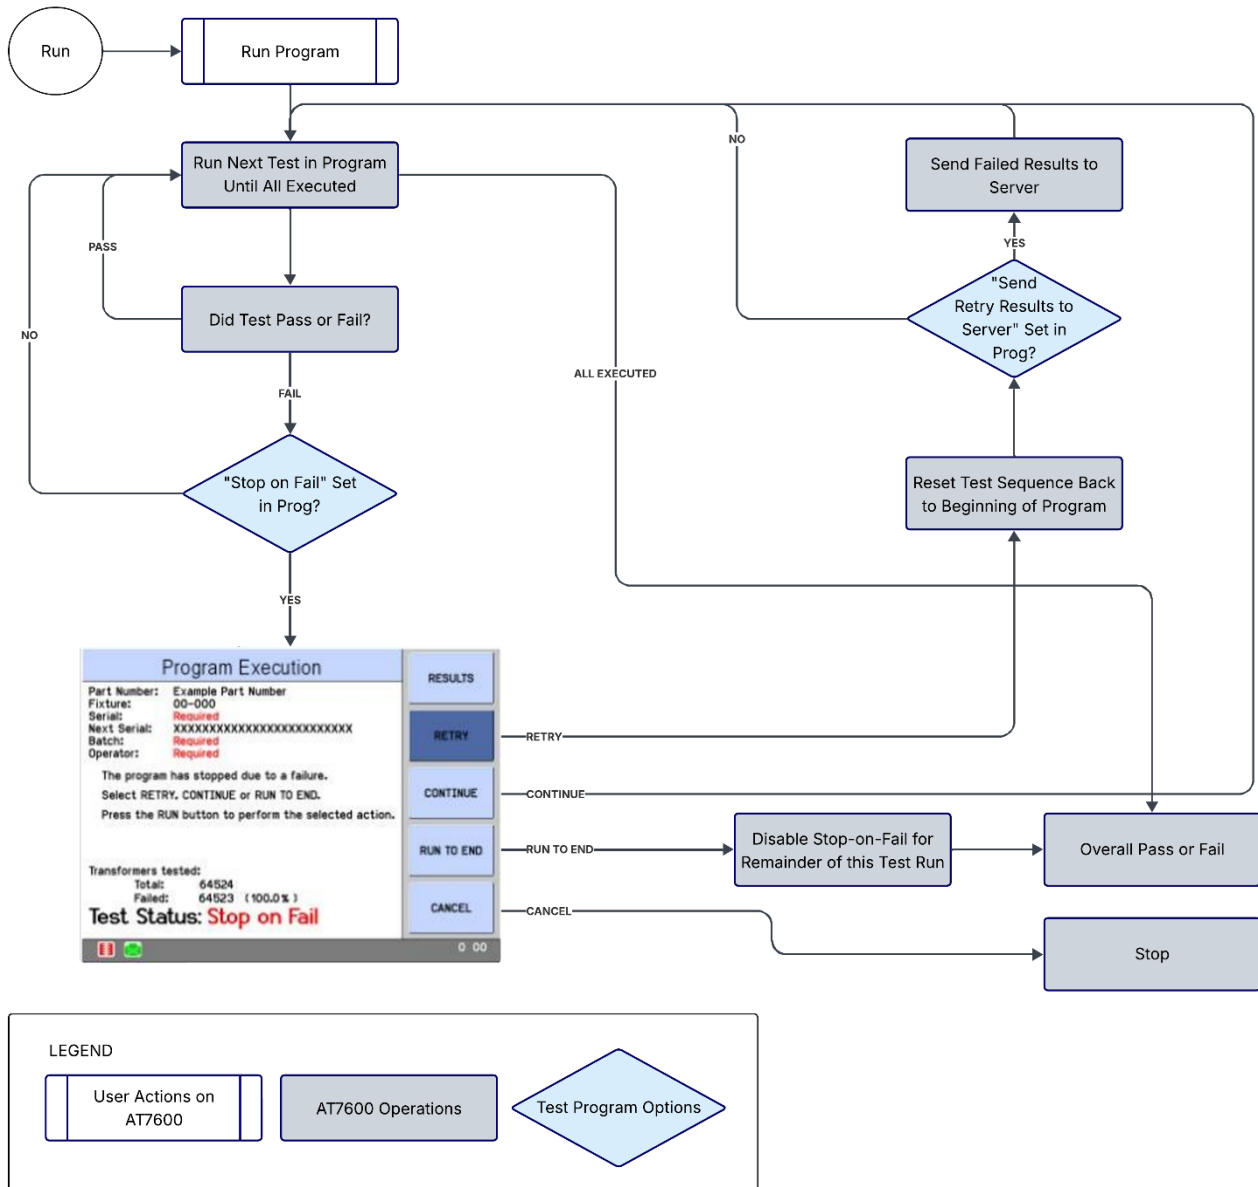 Run
Run Program
Run Next Test in Program
Until All Executed
NO
PASS
Did Test Pass or Fail?
FAIL
"Stop on Fail" Set
in Prog?
YES
ALL EXECUTED
NO
Send Failed Results to
Server
YES
"Send
Retry Results to
Server" Set in
Prog?
Reset Test Sequence Back
to Beginning of Program
Program Execution
Part Number: Example Part Number
Fixture: 00-000
Serial: Required
Next Serial: XXXXXXXXXXXXXXXXXXXXXXXXX
Batch: Required
Operator: Required
The program has stopped due to a failure.
Select RETRY, CONTINUE or RUN TO END.
Press the RUN button to perform the selected action.
Transformers tested:
Total: 64524
Failed: 64523 (100.0%)
Test Status: Stop on Fail
0 00
RESULTS
RETRY
CONTINUE
RUN TO END
CANCEL
RETRY
CONTINUE
RUN TO END
CANCEL
Disable Stop-on-Fail for
Remainder of this Test Run
Overall Pass or Fail
Stop
LEGEND
User Actions on
AT7600
AT7600 Operations
Test Program Options